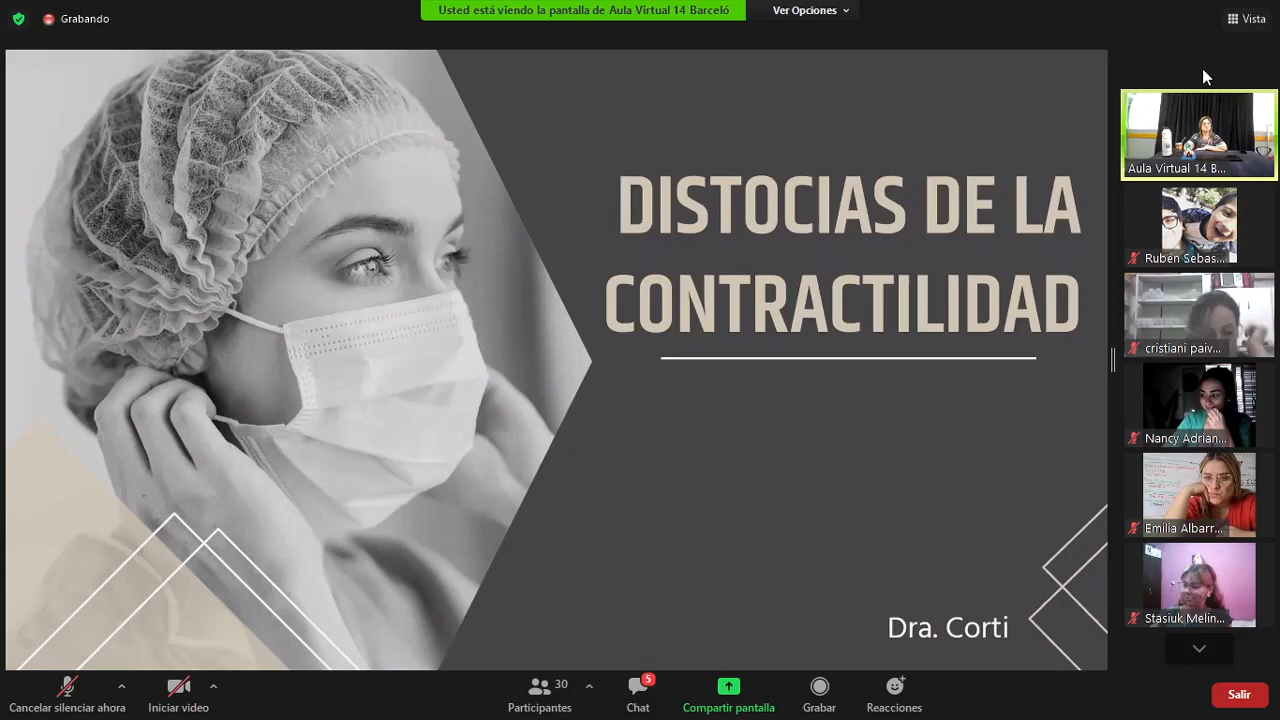 Grabando
Usted está viendo la pantalla de Aula Virtual 14 Barceló
Ver Opciones
Vista
DISTOCIAS DE LA
CONTRACTILIDAD
Dra. Corti
Aula Virtual 14 B...
Rubén Sebas...
cristiani paiv...
Nancy Adrian...
Emilia Albarr...
Stasiuk Melin...
Cancelar silenciar ahora
Iniciar video
30
Participantes
5
Chat
Compartir pantalla
Grabar
Reacciones
Salir